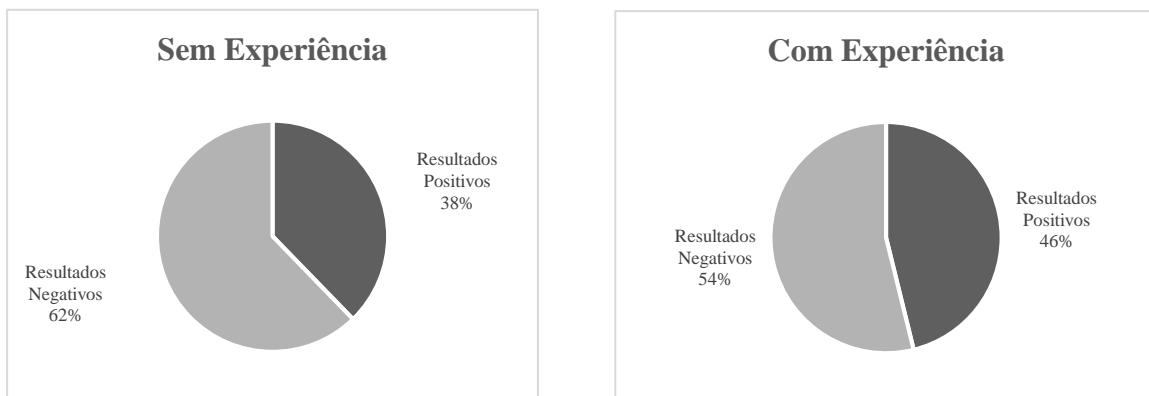 Sem Experiência
Resultados
Positivos
38%
Resultados
Negativos
62%
Com Experiência
Resultados
Positivos
46%
Resultados
Negativos
54%